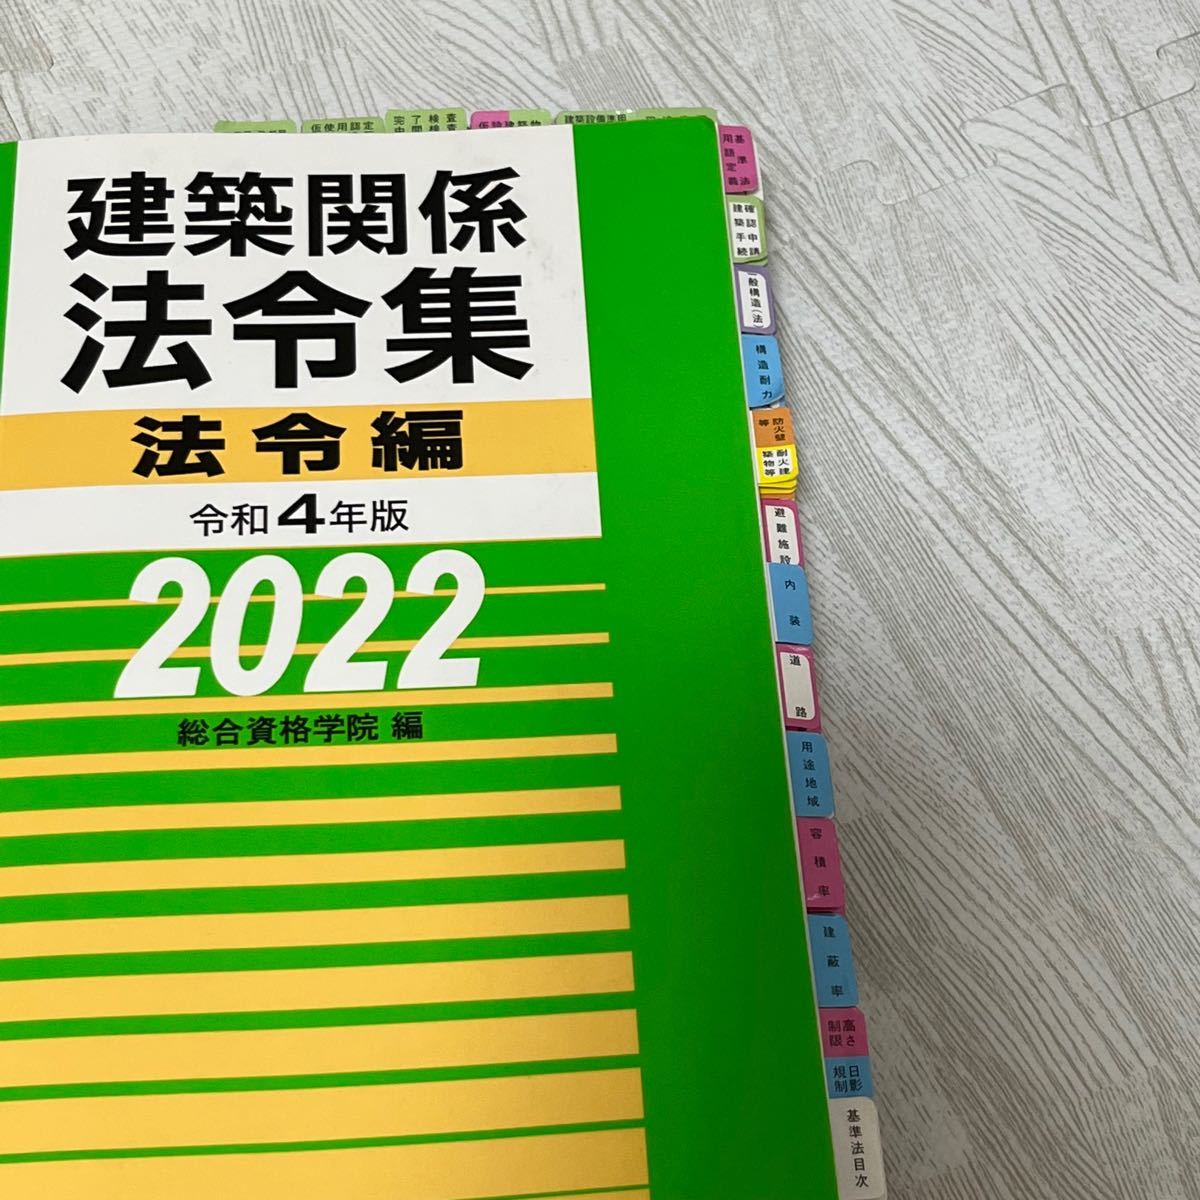 仮使用認定
完了検査
中間検査
仮設建築物
建築設備準用
建築関係
法令集
法令編
令和4年版
2022
総合資格学院 編
基準法
用語定義
確認申請
建築手続
一般構造(法)
構造耐力
防火壁
等
耐火建
築物等
避難施設
内装
道路
用途地域
容積率
建蔽率
高さ
制限
日影
規制
基準法目次